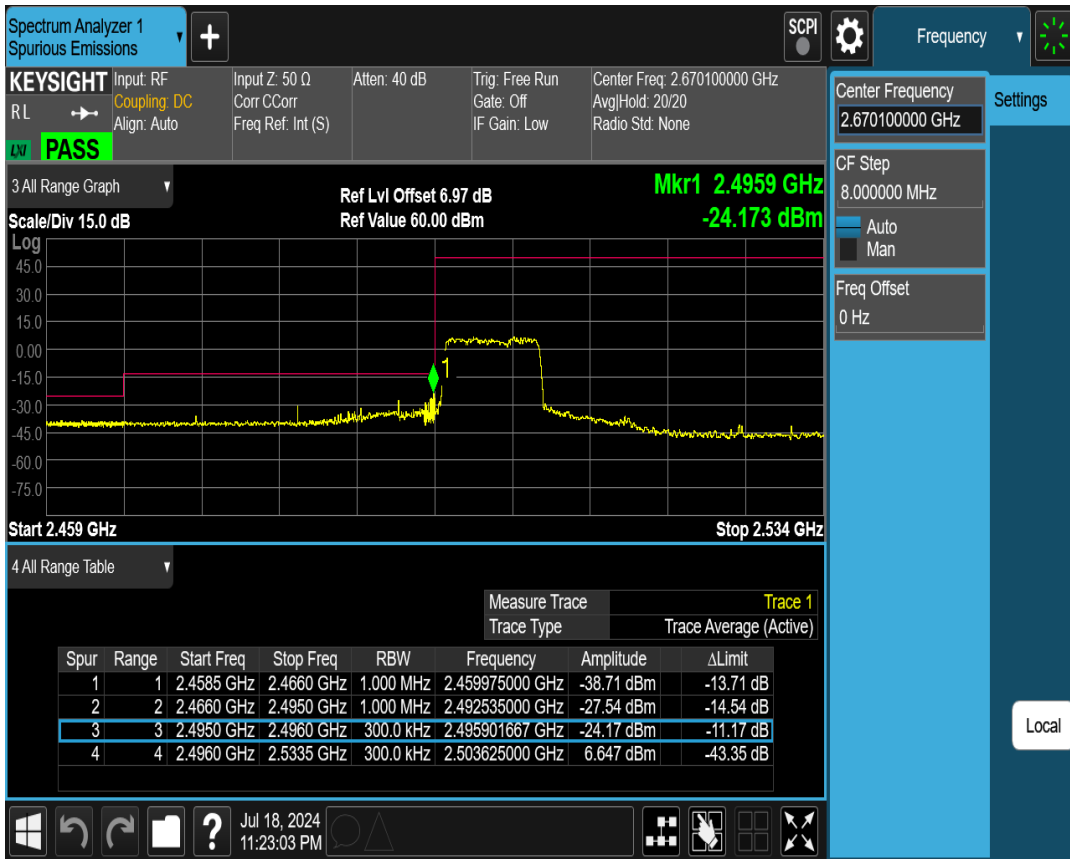 Spectrum Analyzer 1
Spurious Emissions
+
SCPI
Frequency
KEYSIGHT
RL
LXI PASS
Input: RF
Coupling: DC
Align: Auto
Input Z: 50 Ω
Corr CCorr
Freq Ref: Int (S)
Atten: 40 dB
Trig: Free Run
Gate: Off
IF Gain: Low
Center Freq: 2.670100000 GHz
Avg|Hold: 20/20
Radio Std: None
Center Frequency
2.670100000 GHz
Settings
CF Step
8.000000 MHz
Auto
Man
Freq Offset
0 Hz
Local
3 All Range Graph
Scale/Div 15.0 dB
Ref Lvl Offset 6.97 dB
Ref Value 60.00 dBm
Mkr1 2.4959 GHz
-24.173 dBm
Log
45.0
30.0
15.0
0.00
-15.0
-30.0
-45.0
-60.0
-75.0
1
Start 2.459 GHz
Stop 2.534 GHz
4 All Range Table
Measure Trace Trace 1
Trace Type Trace Average (Active)
Spur Range Start Freq Stop Freq RBW Frequency Amplitude ΔLimit
1 1 2.4585 GHz 2.4660 GHz 1.000 MHz 2.459975000 GHz -38.71 dBm -13.71 dB
2 2 2.4660 GHz 2.4950 GHz 1.000 MHz 2.492535000 GHz -27.54 dBm -14.54 dB
3 3 2.4950 GHz 2.4960 GHz 300.0 kHz 2.495901667 GHz -24.17 dBm -11.17 dB
4 4 2.4960 GHz 2.5335 GHz 300.0 kHz 2.503625000 GHz 6.647 dBm -43.35 dB
?
Jul 18, 2024
11:23:03 PM